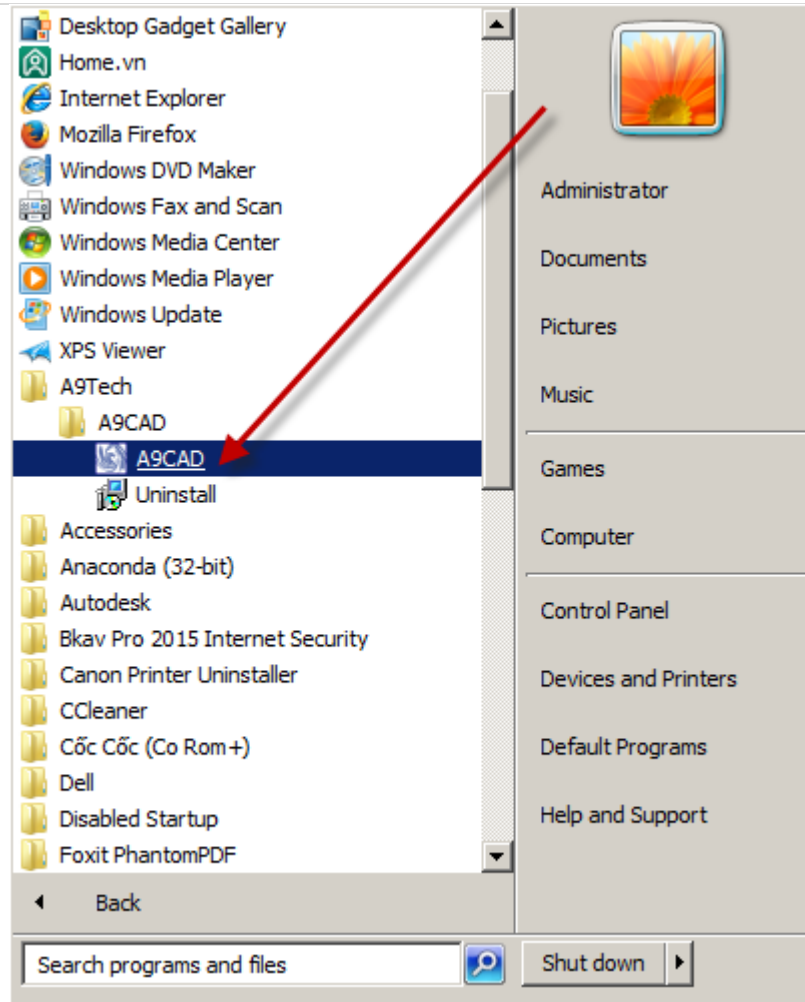 Desktop Gadget Gallery
Home.vn
Internet Explorer
Mozilla Firefox
Windows DVD Maker
Windows Fax and Scan
Windows Media Center
Windows Media Player
Windows Update
XPS Viewer
A9Tech
A9CAD
A9CAD
Uninstall
Accessories
Anaconda (32-bit)
Autodesk
Bkav Pro 2015 Internet Security
Canon Printer Uninstaller
CCleaner
Cốc Cốc (Co Rom+)
Dell
Disabled Startup
Foxit PhantomPDF
Back
Search programs and files
Administrator
Documents
Pictures
Music
Games
Computer
Control Panel
Devices and Printers
Default Programs
Help and Support
Shut down